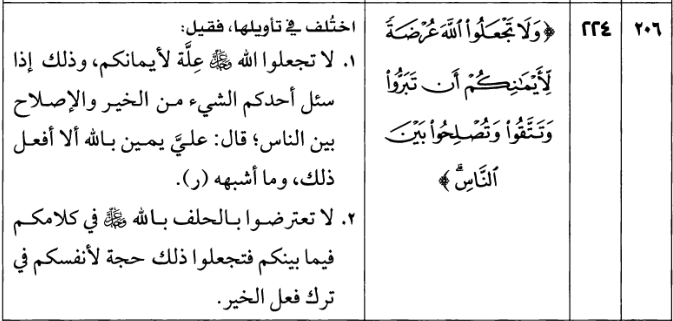 ٢٠٦
٢٢٤
﴿وَلَا تَجْعَلُوا۟ ٱللَّهَ عُرْضَةً
لِّأَيْمَـٰنِكُمْ أَن تَبَرُّوا۟
وَتَتَّقُوا۟ وَتُصْلِحُوا۟ بَيْنَ
ٱلنَّاسِ ۗ﴾
اختُلف في تأويلها، فقيل:
١. لا تجعلوا الله ﷻ عِلَّة لأيمانكم، وذلك إذا
سئل أحدكم الشيء من الخير والإصلاح
بين الناس؛ قال: عليَّ يمين بالله ألا أفعل
ذلك، وما أشبهه (ر).
٢. لا تعترضوا بالحلف بالله ﷻ في كلامكم
فيما بينكم فتجعلوا ذلك حجة لأنفسكم في
ترك فعل الخير.